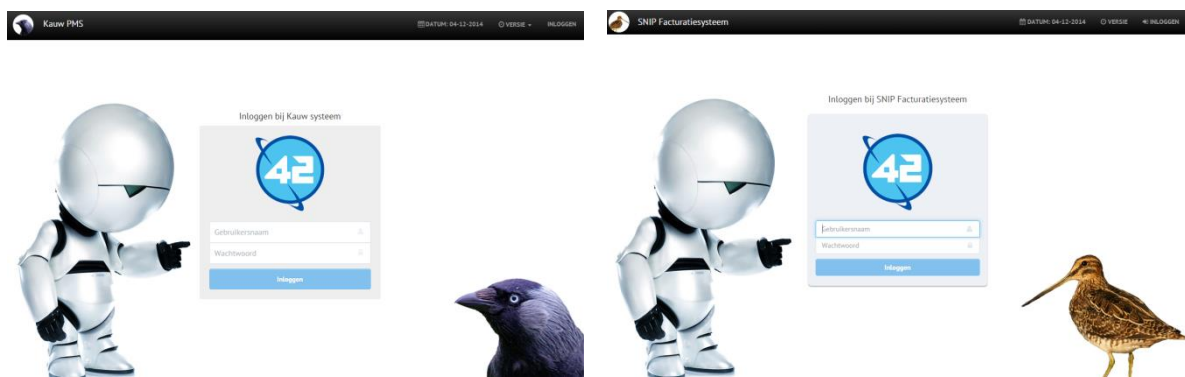 Kauw PMS
DATUM: 04-12-2014 VERSIE INLOGGEN
Inloggen bij Kauw systeem
42
Gebruikersnaam
Wachtwoord
Inloggen
SNIP Facturatiesysteem
DATUM: 04-12-2014 VERSIE INLOGGEN
Inloggen bij SNIP Facturatiesysteem
42
Gebruikersnaam
Wachtwoord
Inloggen